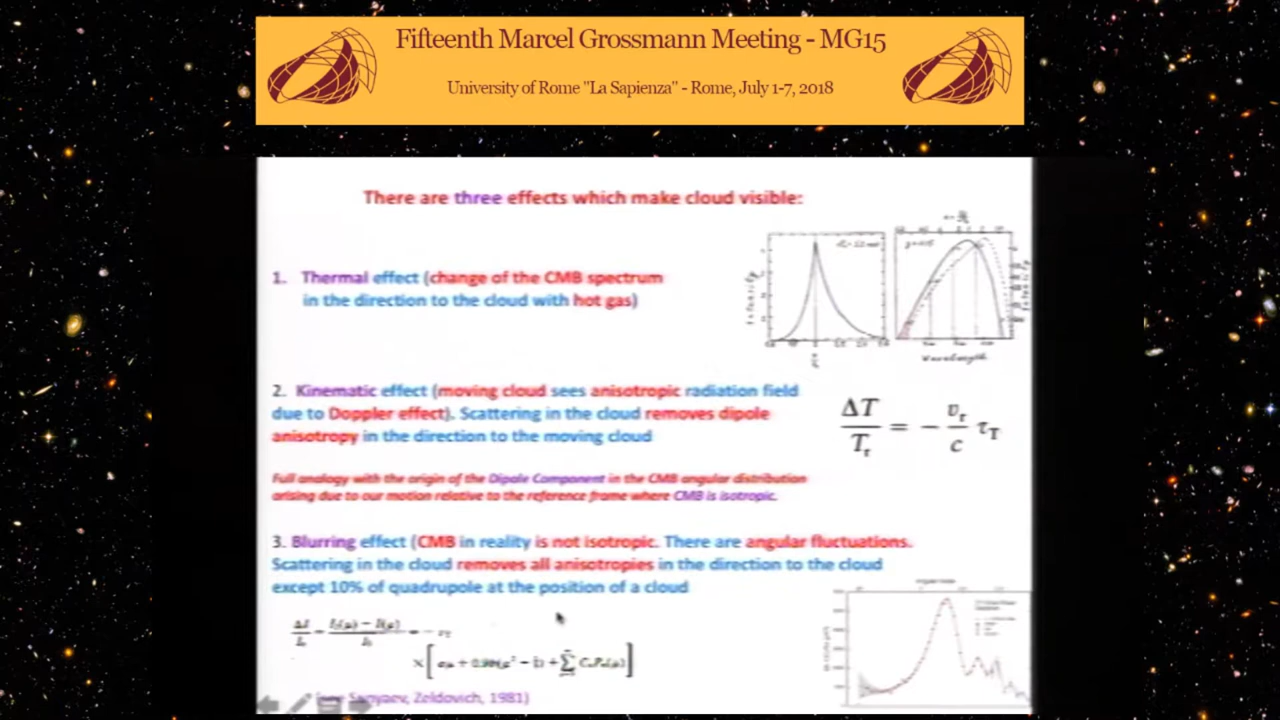 Fifteenth Marcel Grossmann Meeting - MG15
University of Rome "La Sapienza" - Rome, July 1-7, 2018
There are three effects which make cloud visible:
1. Thermal effect (change of the CMB spectrum
in the direction to the cloud with hot gas)
Wavelength
2. Kinematic effect (moving cloud sees anisotropic radiation field
due to Doppler effect). Scattering in the cloud removes dipole
anisotropy in the direction to the moving cloud
ΔT/Tᵣ = − vᵣ/c τT
Full analogy with the origin of the Dipole Component in the CMB angular distribution
arising due to our motion relative to the reference frame where CMB is isotropic.
3. Blurring effect (CMB in reality is not isotropic. There are angular fluctuations.
Scattering in the cloud removes all anisotropies in the direction to the cloud
except 10% of quadrupole at the position of a cloud
Sunyaev, Zeldovich, 1981)